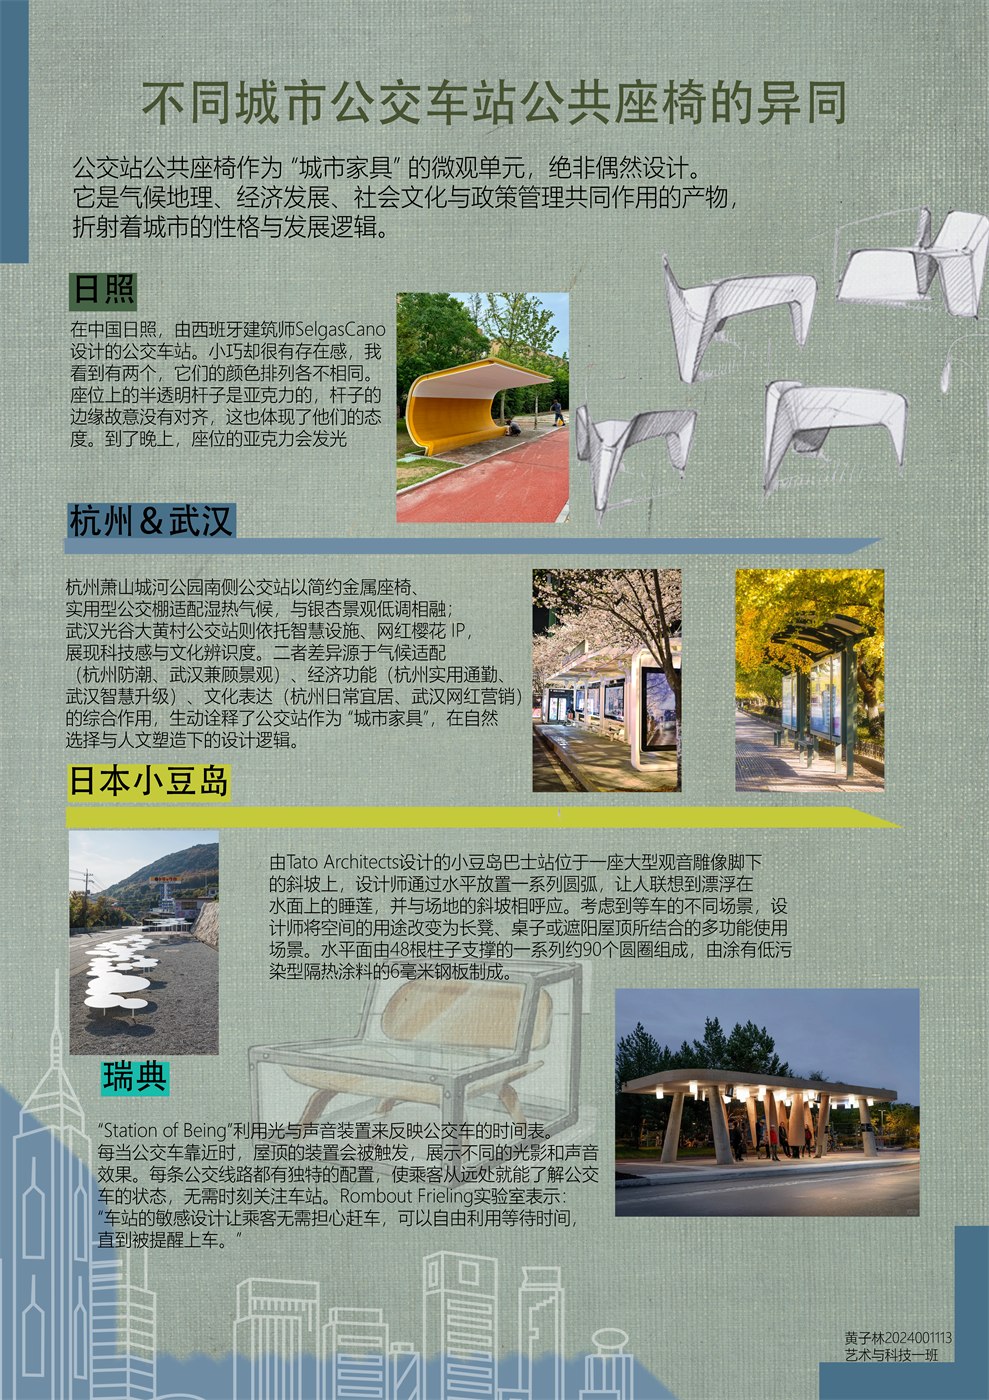 不同城市公交车站公共座椅的异同
公交站公共座椅作为 “城市家具” 的微观单元，绝非偶然设计。
它是气候地理、经济发展、社会文化与政策管理共同作用的产物，
折射着城市的性格与发展逻辑。
日照
在中国日照，由西班牙建筑师SelgasCano
设计的公交车站。小巧却很有存在感，我
看到有两个，它们的颜色排列各不相同。
座位上的半透明杆子是亚克力的，杆子的
边缘故意没有对齐，这也体现了他们的态
度。到了晚上，座位的亚克力会发光
杭州&武汉
杭州萧山城河公园南侧公交站以简约金属座椅、
实用型公交棚适配湿热气候，与银杏景观低调相融；
武汉光谷大黄村公交站则依托智慧设施、网红樱花 IP，
展现科技感与文化辨识度。二者差异源于气候适配
（杭州防潮、武汉兼顾景观）、经济功能（杭州实用通勤、
武汉智慧升级）、文化表达（杭州日常宜居、武汉网红营销）
的综合作用，生动诠释了公交站作为 “城市家具”，在自然
选择与人文塑造下的设计逻辑。
日本小豆岛
由Tato Architects设计的小豆岛巴士站位于一座大型观音雕像脚下
的斜坡上，设计师通过水平放置一系列圆弧，让人联想到漂浮在
水面上的睡莲，并与场地的斜坡相呼应。考虑到等车的不同场景，设
计师将空间的用途改变为长凳、桌子或遮阳屋顶所结合的多功能使用
场景。水平面由48根柱子支撑的一系列约90个圆圈组成，由涂有低污
染型隔热涂料的6毫米钢板制成。
瑞典
“Station of Being”利用光与声音装置来反映公交车的时间表。
每当公交车靠近时，屋顶的装置会被触发，展示不同的光影和声音
效果。每条公交线路都有独特的配置，使乘客从远处就能了解公交
车的状态，无需时刻关注车站。Rombout Frieling实验室表示：
“车站的敏感设计让乘客无需担心赶车，可以自由利用等待时间，
直到被提醒上车。”
黄子林2024001113
艺术与科技一班